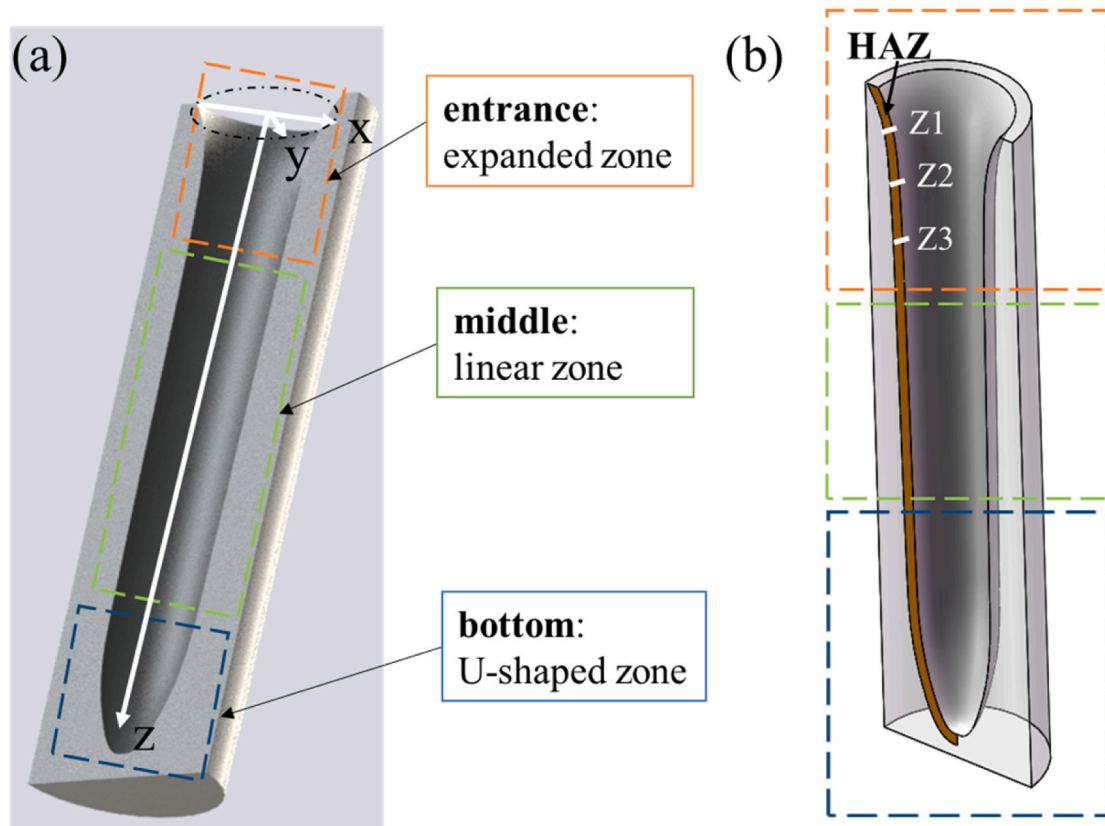 (a)
x
y
z
entrance:
expanded zone
middle:
linear zone
bottom:
U-shaped zone
(b)
HAZ
Z1
Z2
Z3